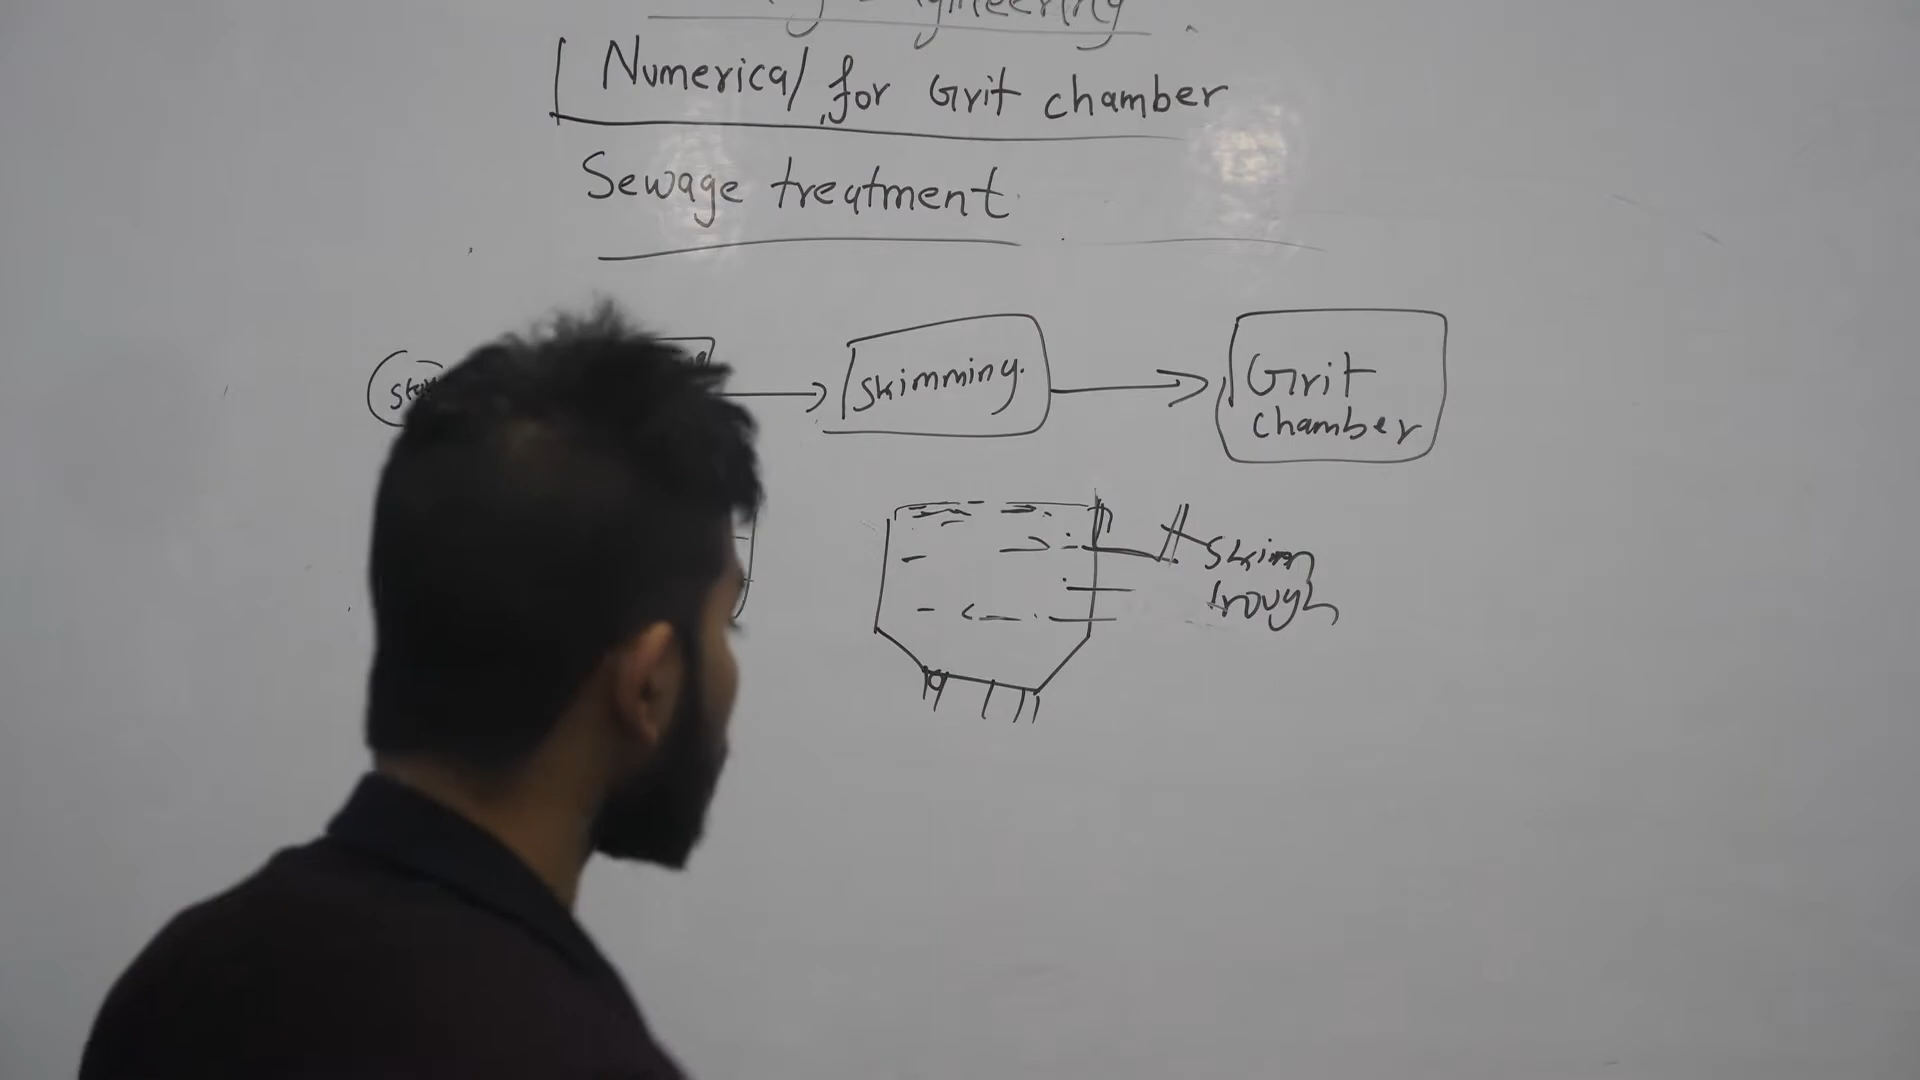 Numerical for Grit chamber
Sewage treatment
skimming.
Grit
chamber
skim
trough